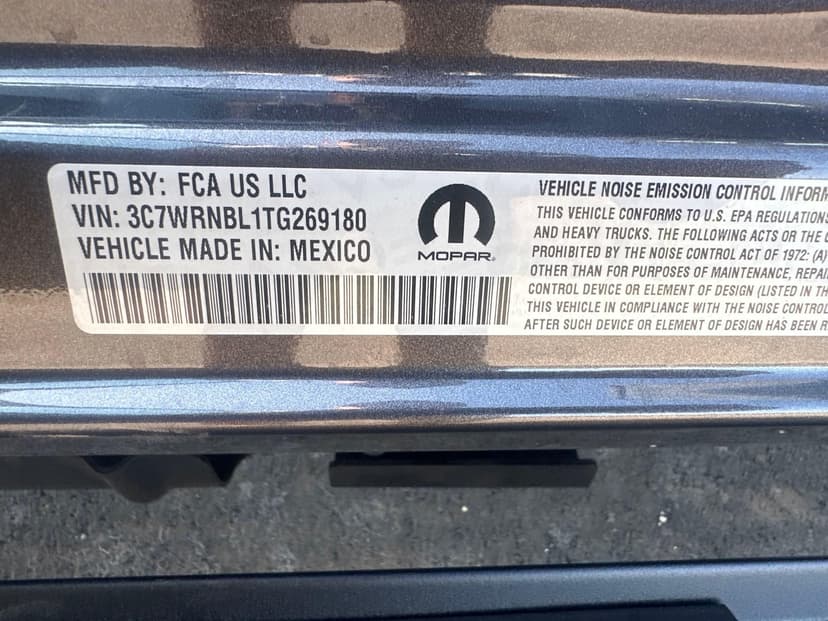 MFD BY: FCA US LLC
VIN: 3C7WRNBL1TG269180
VEHICLE MADE IN: MEXICO
MOPAR
VEHICLE NOISE EMISSION CONTROL INFORM
THIS VEHICLE CONFORMS TO U.S. EPA REGULATIONS
AND HEAVY TRUCKS. THE FOLLOWING ACTS OR THE
PROHIBITED BY THE NOISE CONTROL ACT OF 1972: (A)
OTHER THAN FOR PURPOSES OF MAINTENANCE, REPAI
CONTROL DEVICE OR ELEMENT OF DESIGN (LISTED IN TH
THIS VEHICLE IN COMPLIANCE WITH THE NOISE CONTROL
AFTER SUCH DEVICE OR ELEMENT OF DESIGN HAS BEEN R